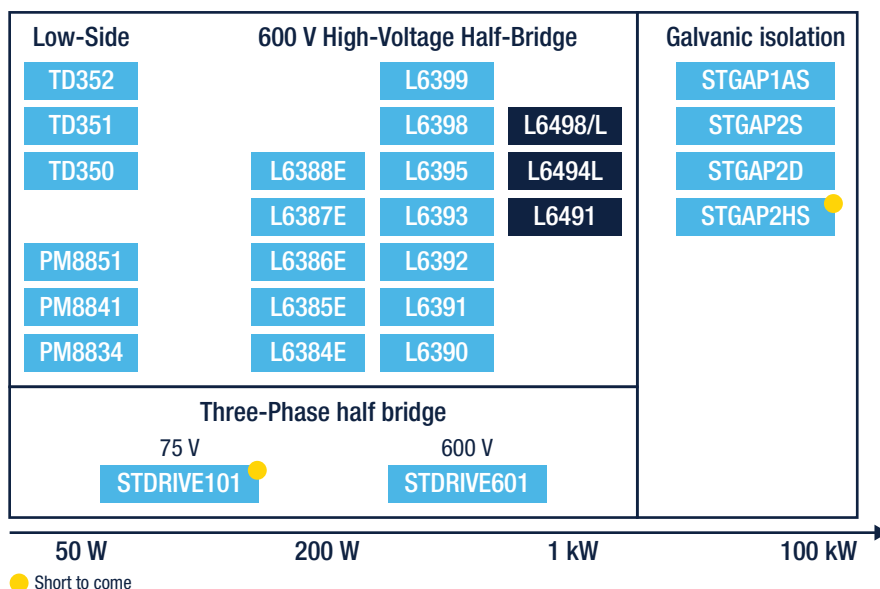 Low-Side
600 V High-Voltage Half-Bridge
Galvanic isolation
TD352
L6399
STGAP1AS
TD351
L6398
L6498/L
STGAP2S
TD350
L6388E
L6395
L6494L
STGAP2D
L6387E
L6393
L6491
STGAP2HS
PM8851
L6386E
L6392
PM8841
L6385E
L6391
PM8834
L6384E
L6390
Three-Phase half bridge
75 V
600 V
STDRIVE101
STDRIVE601
50 W
200 W
1 kW
100 kW
Short to come